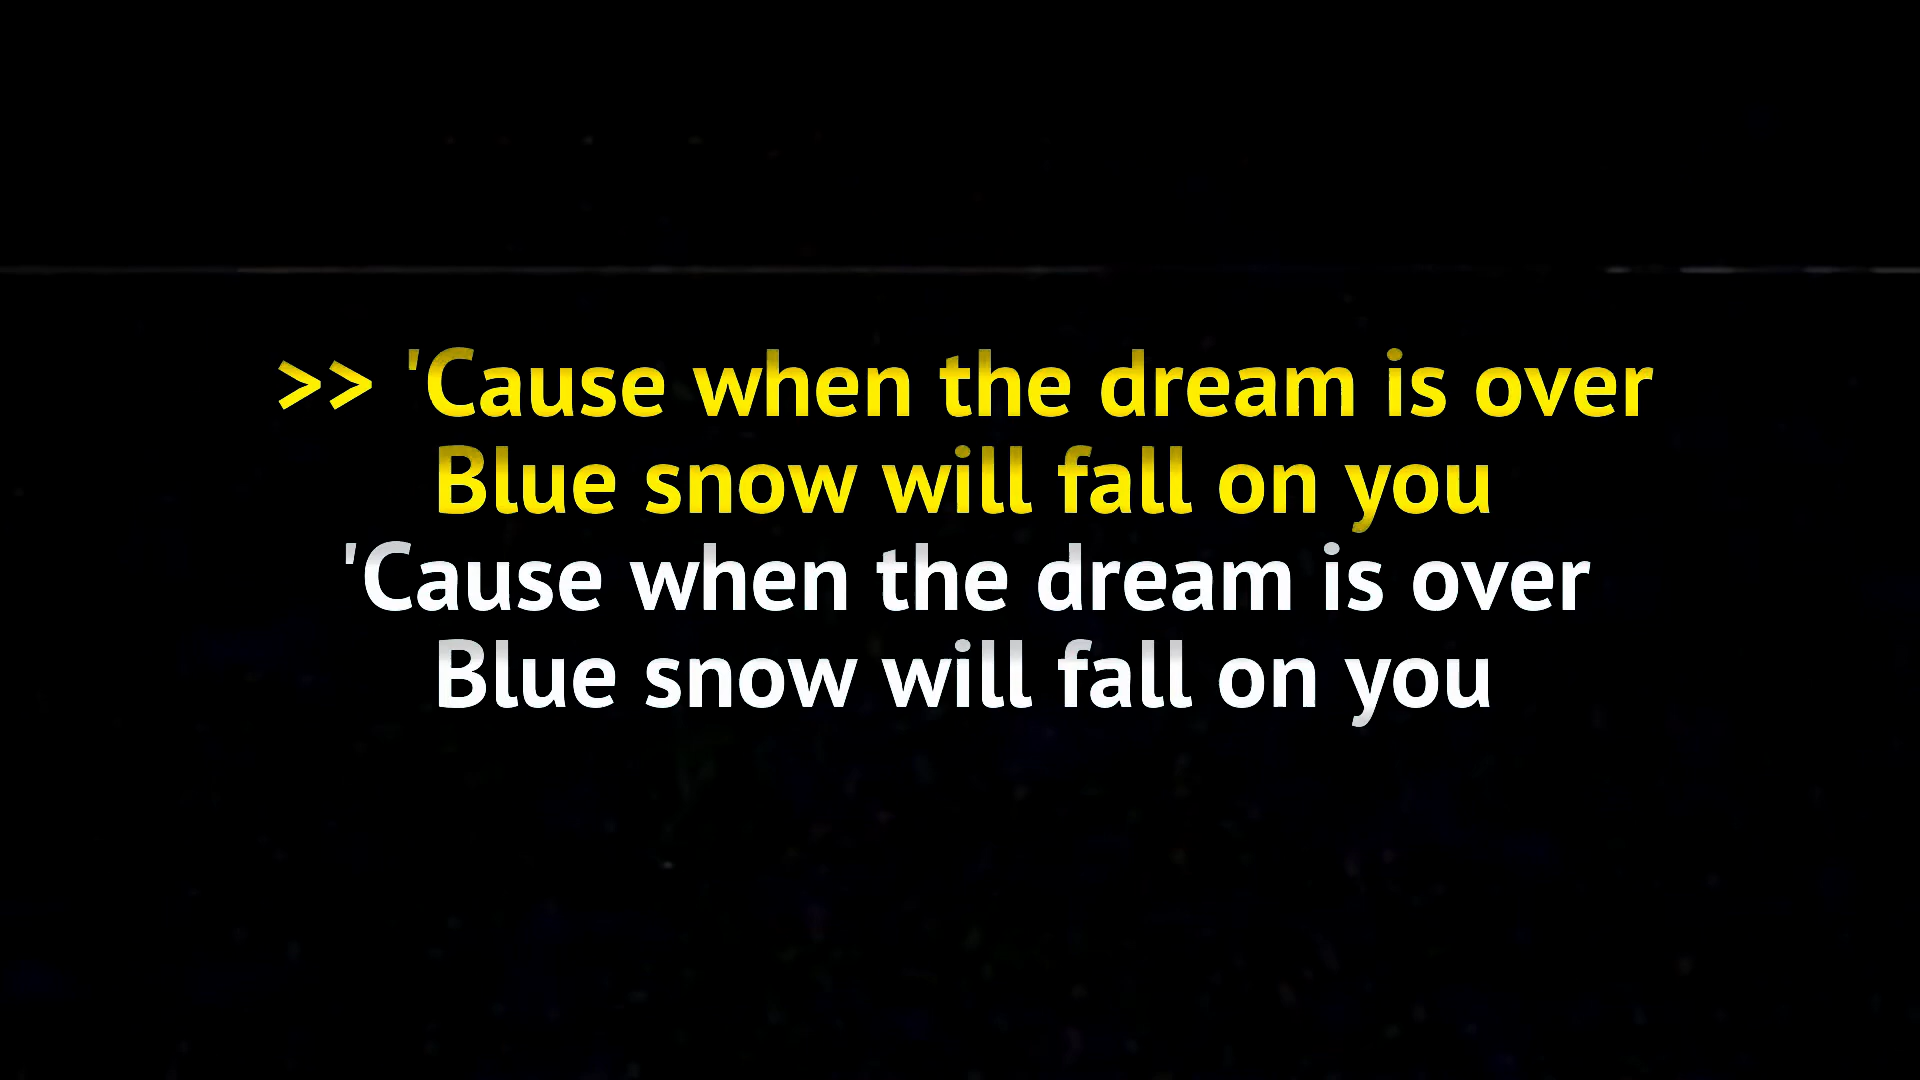 >> 'Cause when the dream is over
Blue snow will fall on you
'Cause when the dream is over
Blue snow will fall on you